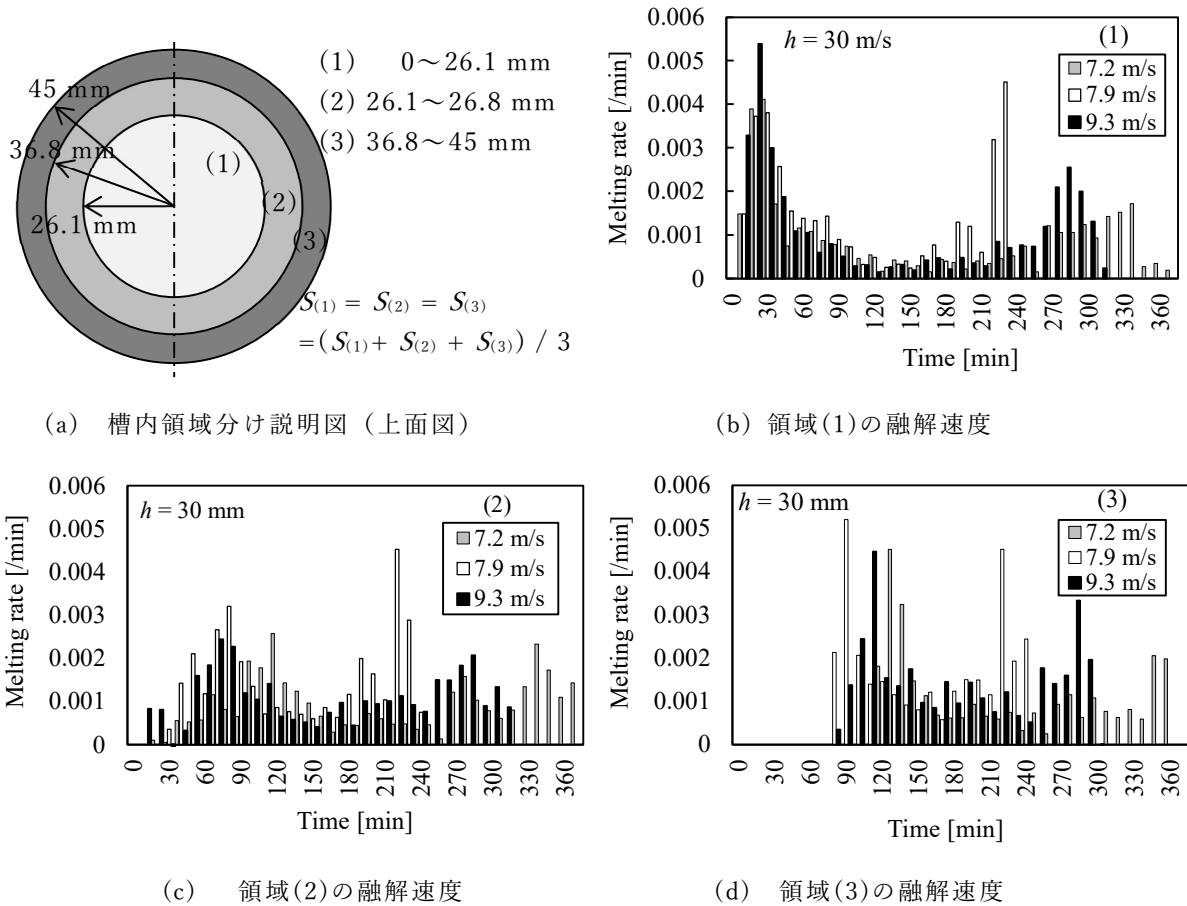 (1) 0～26.1 mm
(2) 26.1～26.8 mm
(3) 36.8～45 mm
45 mm
36.8 mm
26.1 mm
(1)
(2)
(3)
S(1) = S(2) = S(3)
=(S(1)+ S(2) + S(3)) / 3
(a) 槽内領域分け説明図（上面図）
h = 30 m/s
(1)
7.2 m/s
7.9 m/s
9.3 m/s
Melting rate [/min]
0.006
0.005
0.004
0.003
0.002
0.001
0
0 30 60 90 120 150 180 210 240 270 300 330 360
Time [min]
(b) 領域(1)の融解速度
h = 30 mm
(2)
7.2 m/s
7.9 m/s
9.3 m/s
Melting rate [/min]
0.006
0.005
0.004
0.003
0.002
0.001
0
0 30 60 90 120 150 180 210 240 270 300 330 360
Time [min]
(c) 領域(2)の融解速度
h = 30 mm
(3)
7.2 m/s
7.9 m/s
9.3 m/s
Melting rate [/min]
0.006
0.005
0.004
0.003
0.002
0.001
0
0 30 60 90 120 150 180 210 240 270 300 330 360
Time [min]
(d) 領域(3)の融解速度